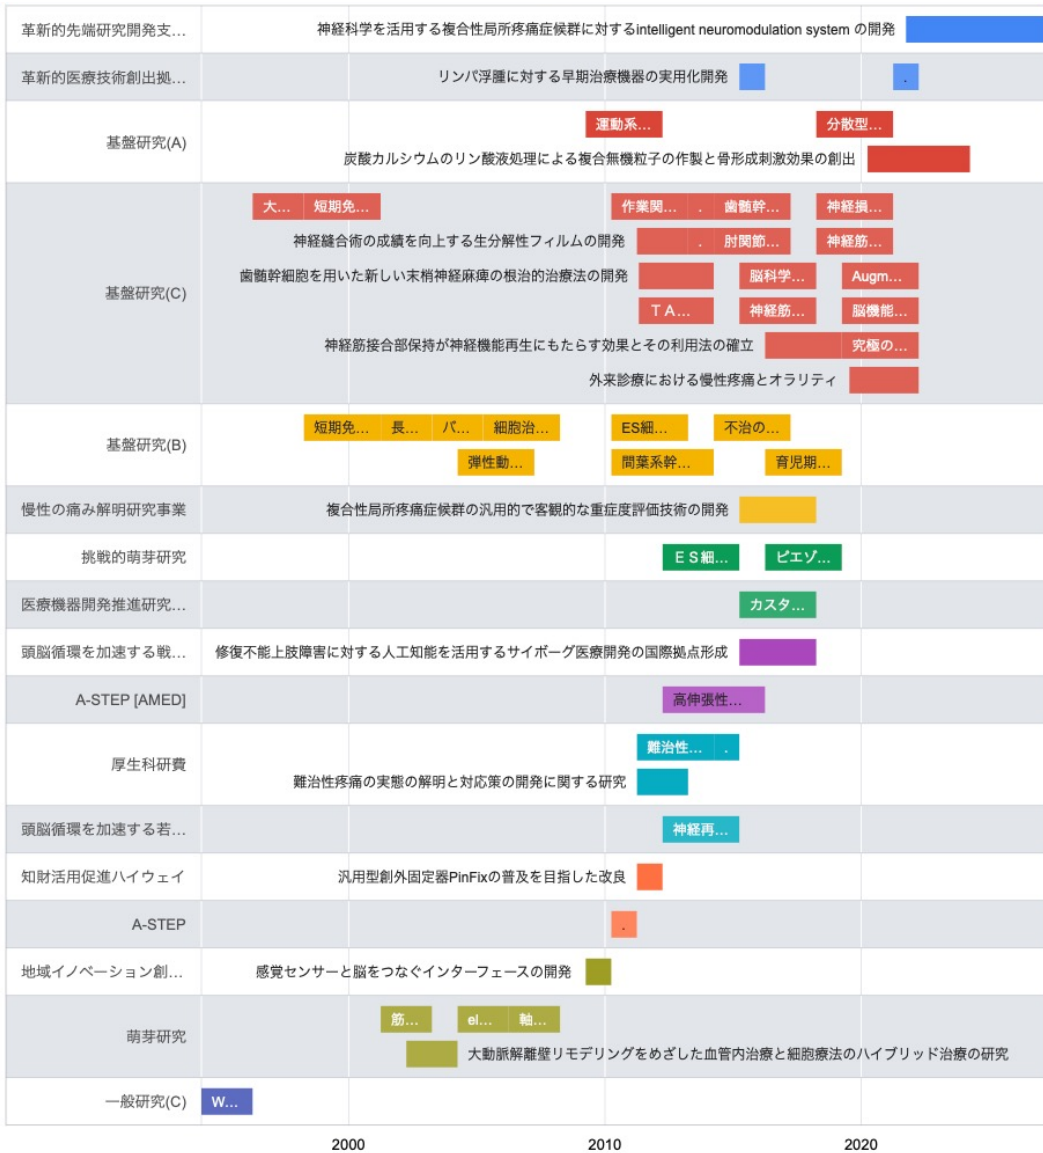 革新的先端研究開発支... 神経科学を活用する複合性局所疼痛症候群に対するintelligent neuromodulation system の開発
革新的医療技術創出拠... リンパ浮腫に対する早期治療機器の実用化開発 .
基盤研究(A) 運動系... 分散型...
炭酸カルシウムのリン酸液処理による複合無機粒子の作製と骨形成刺激効果の創出
基盤研究(C) 大... 短期免... 作業関... . 歯髄幹... 神経損...
神経縫合術の成績を向上する生分解性フィルムの開発 . 肘関節... 神経筋...
歯髄幹細胞を用いた新しい末梢神経麻痺の根治的治療法の開発 脳科学... Augm...
ＴＡ... 神経筋... 脳機能...
神経筋接合部保持が神経機能再生にもたらす効果とその利用法の確立 究極の...
外来診療における慢性疼痛とオラリティ
基盤研究(B) 短期免... 長... バ... 細胞治... ES細... 不治の...
弾性動... 間葉系幹... 育児期...
慢性の痛み解明研究事業 複合性局所疼痛症候群の汎用的で客観的な重症度評価技術の開発
挑戦的萌芽研究 ＥＳ細... ピエゾ...
医療機器開発推進研究... カスタ...
頭脳循環を加速する戦... 修復不能上肢障害に対する人工知能を活用するサイボーグ医療開発の国際拠点形成
A-STEP [AMED] 高伸張性...
厚生科研費 難治性... .
難治性疼痛の実態の解明と対応策の開発に関する研究
頭脳循環を加速する若... 神経再...
知財活用促進ハイウェイ 汎用型創外固定器PinFixの普及を目指した改良
A-STEP .
地域イノベーション創... 感覚センサーと脳をつなぐインターフェースの開発
萌芽研究 筋... el... 軸...
大動脈解離壁リモデリングをめざした血管内治療と細胞療法のハイブリッド治療の研究
一般研究(C) W...
2000 2010 2020